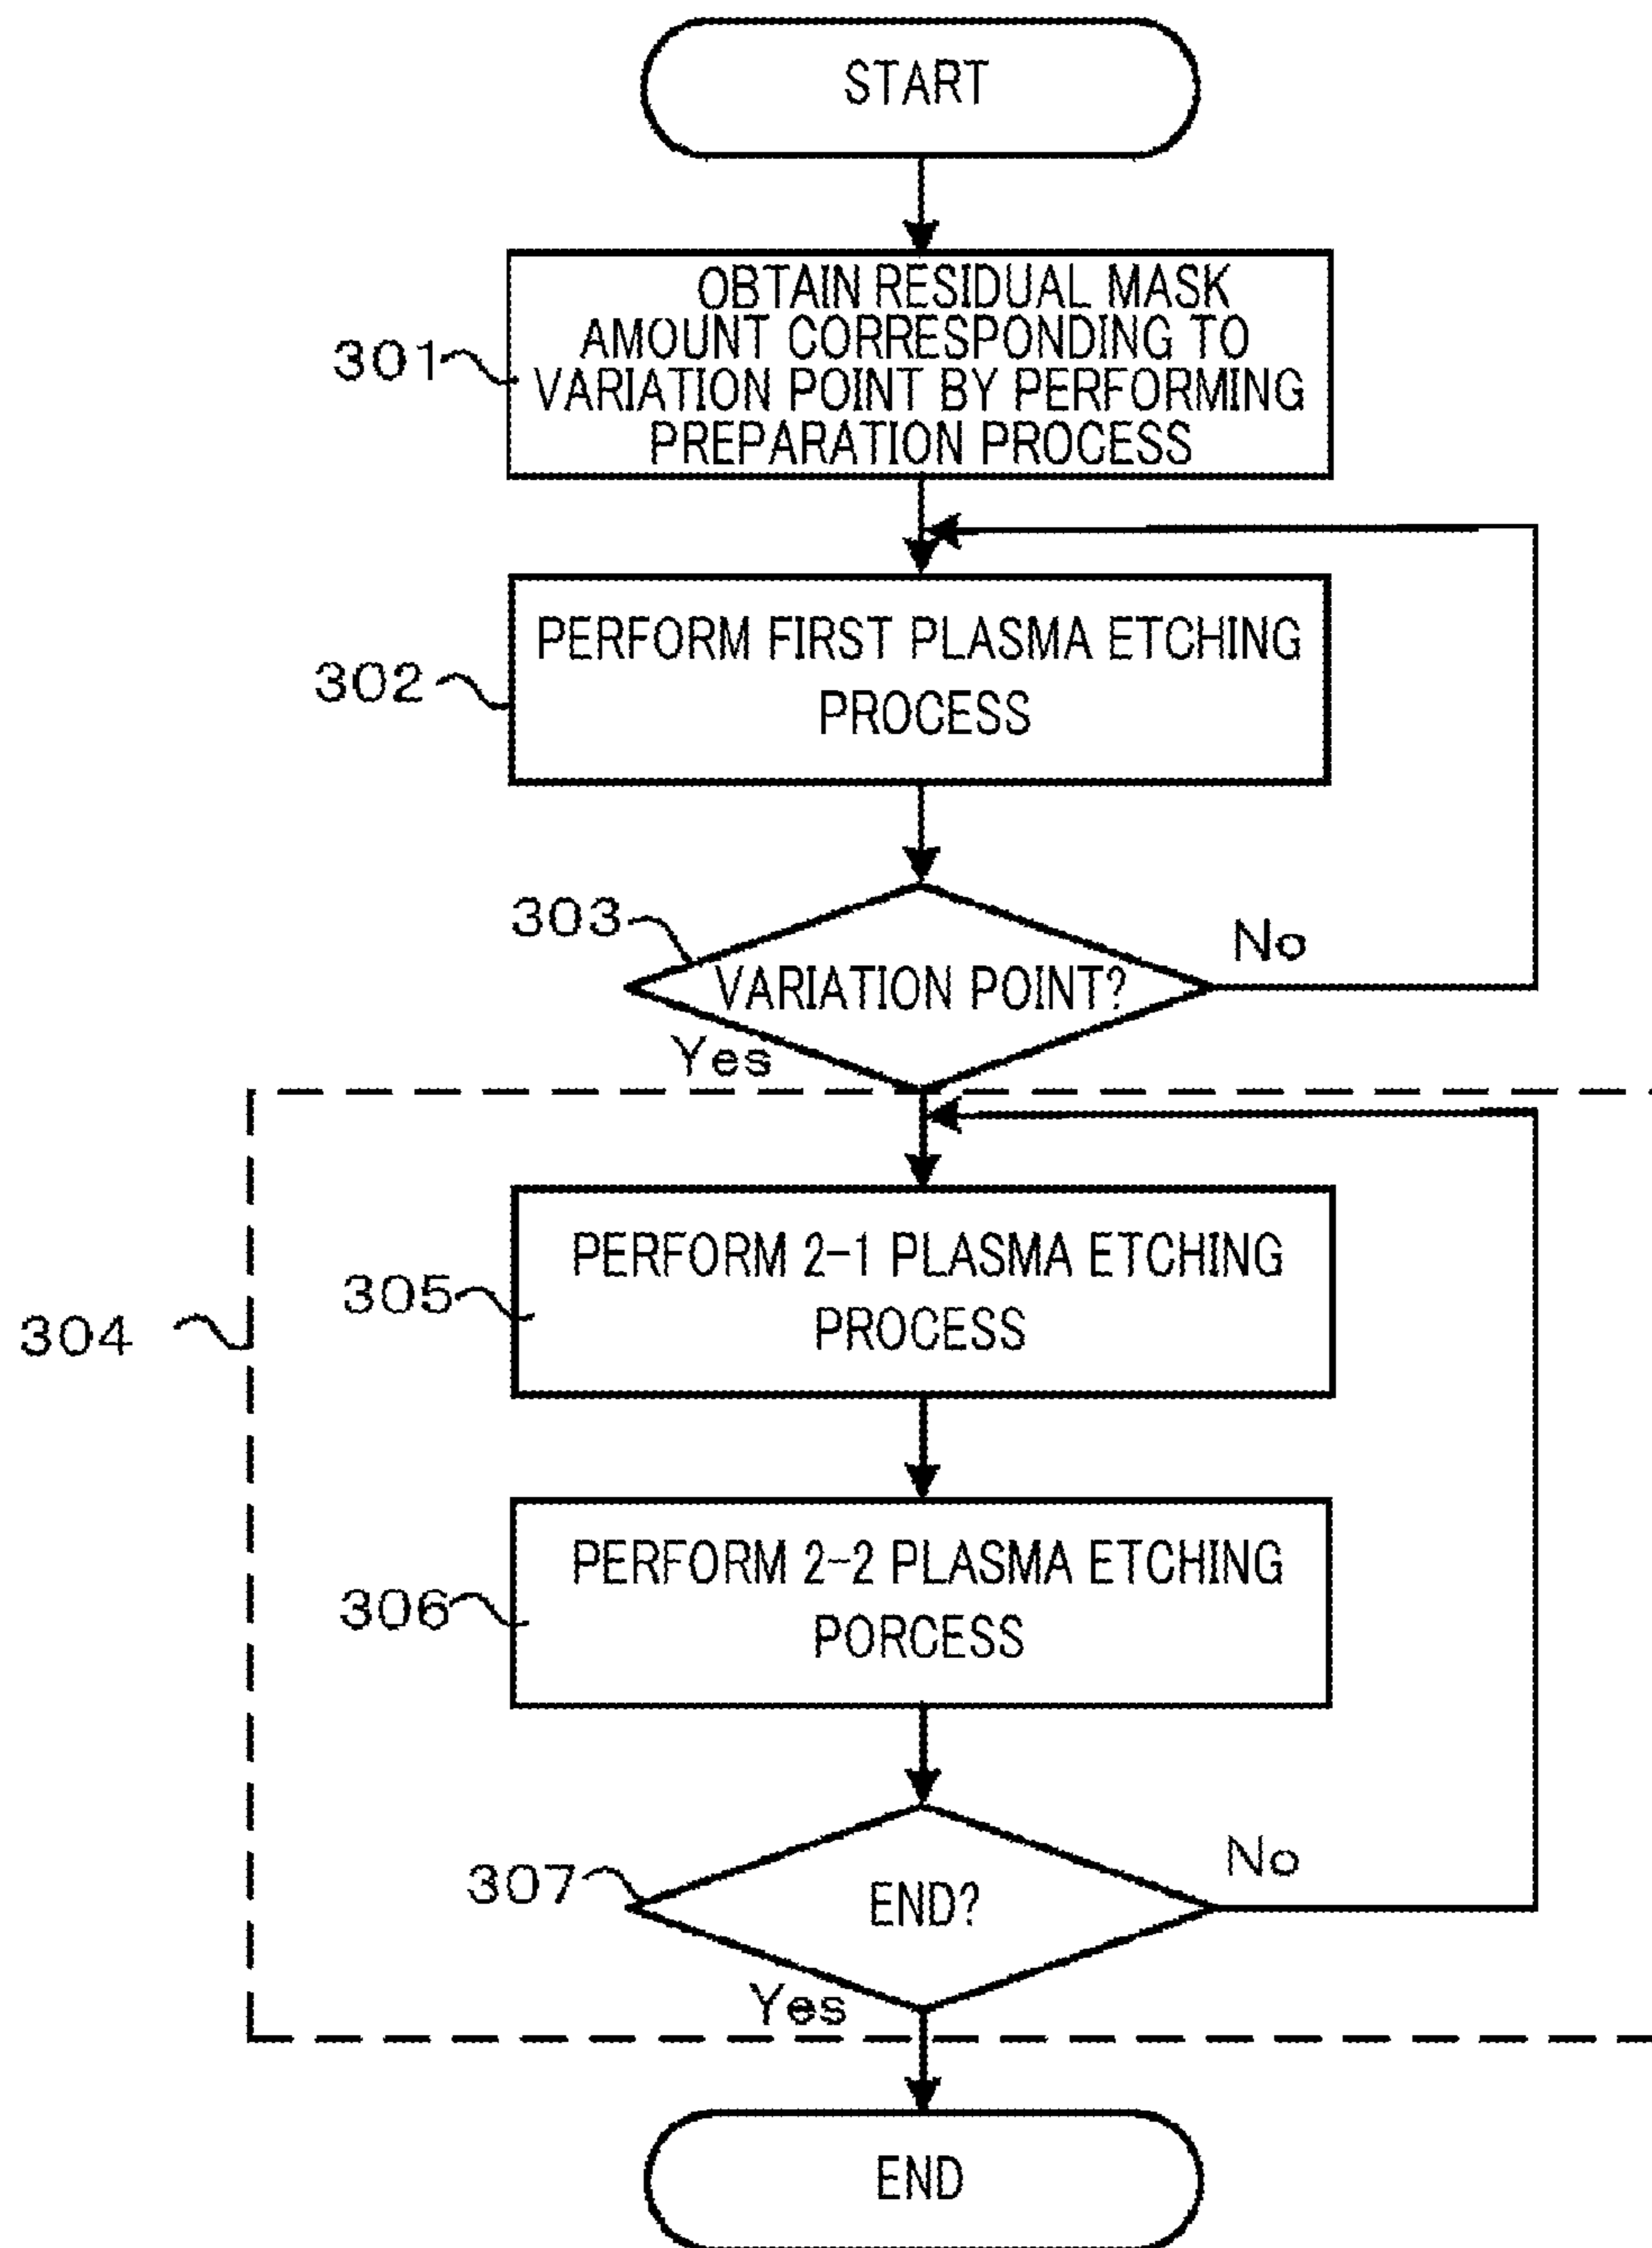 START
OBTAIN RESIDUAL MASK
AMOUNT CORRESPONDING TO
301
VARIATION POINT BY PERFORMING
PREPARATION PROCESS
PERFORM FIRST PLASMA ETCHING
302
PROCESS
303
No
VARIATION POINT?
Yes
PERFORM 2-1 PLASMA ETCHING
305
PROCESS
304
PERFORM 2-2 PLASMA ETCHING
306
PORCESS
No
307
END?
Yes
END